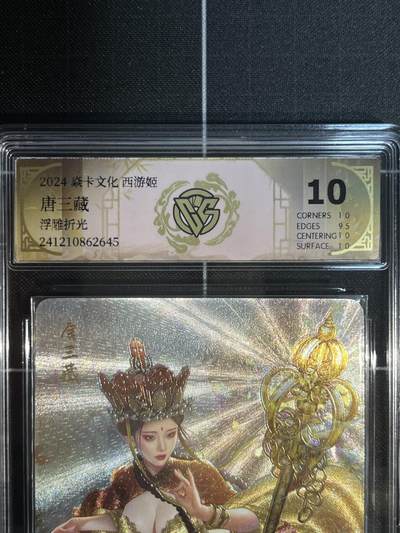 2024 焱卡文化 西游姬
唐三藏
浮雕折光
241210862645
10
CORNERS 10
EDGES 9.5
CENTERING 10
SURFACE 10
唐三藏